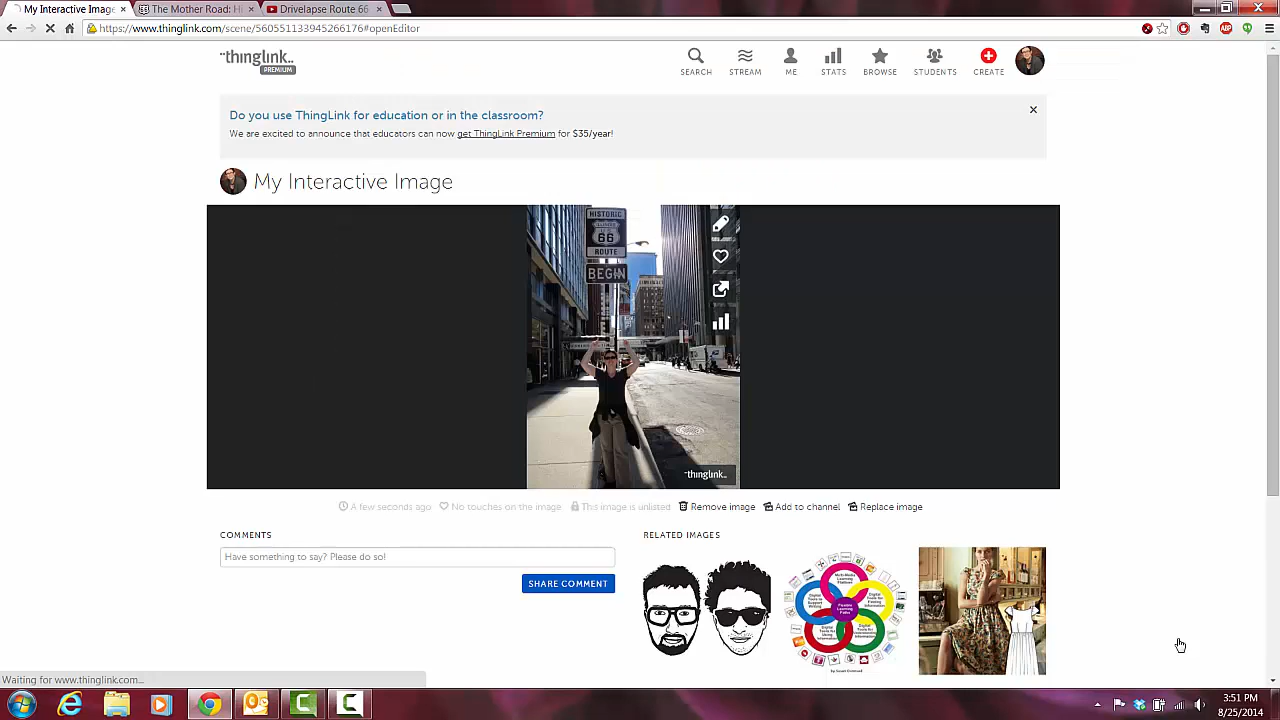 My Interactive Imag
The Mother Road: Hi
Drivelapse Route 66
https://www.thinglink.com/scene/560551133945266176#openEditor
thinglink..
PREMIUM
SEARCH
STREAM
ME
STATS
BROWSE
STUDENTS
CREATE
Do you use ThingLink for education or in the classroom?
We are excited to announce that educators can now get ThingLink Premium for $35/year!
My Interactive Image
HISTORIC
66
ROUTE
BEGIN
thinglink..
A few seconds ago
No touches on the image
This image is unlisted
Remove image
Add to channel
Replace image
COMMENTS
Have something to say? Please do so!
SHARE COMMENT
RELATED IMAGES
Waiting for www.thinglink.com
3:51 PM
8/25/2014